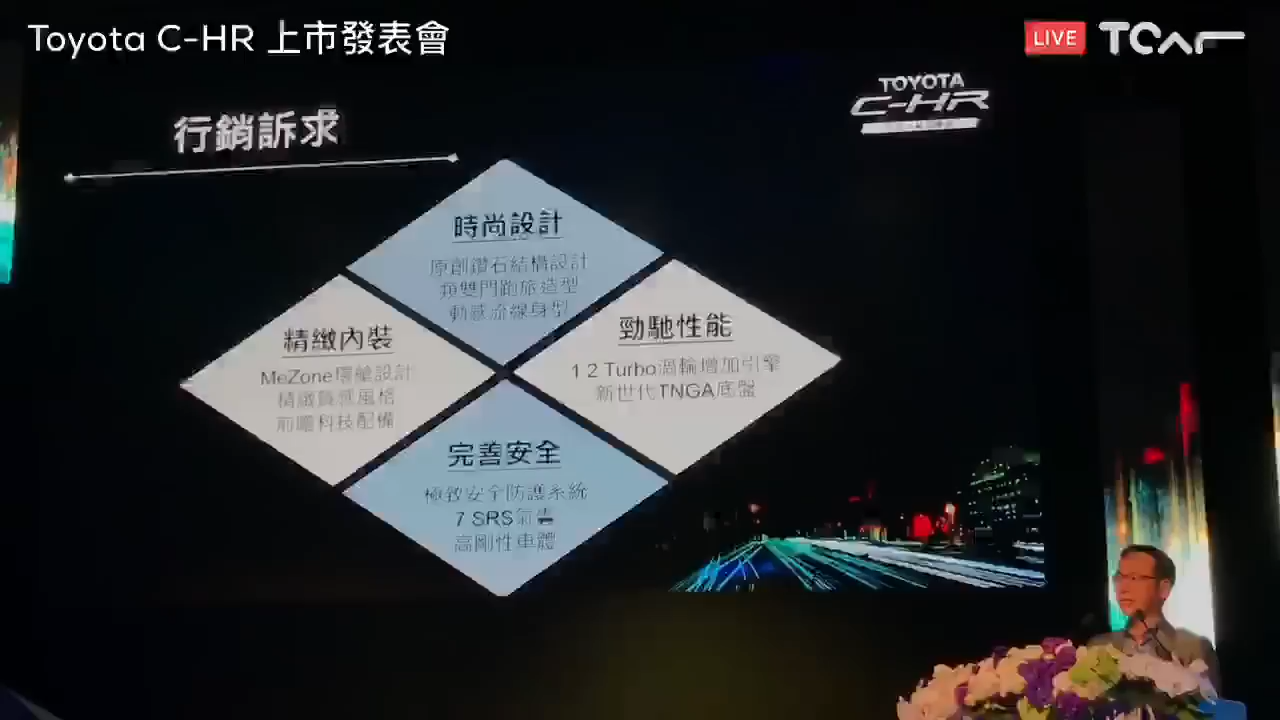 Toyota C-HR 上市發表會
LIVE TCAr
TOYOTA
C-HR
行銷訴求
時尚設計
原創鑽石結構設計
類雙門跑旅造型
動感流線身型
精緻內裝
MeZone環艙設計
精緻質感風格
前瞻科技配備
勁馳性能
1.2 Turbo渦輪增加引擎
新世代TNGA底盤
完善安全
極致安全防護系統
7 SRS氣囊
高剛性車體